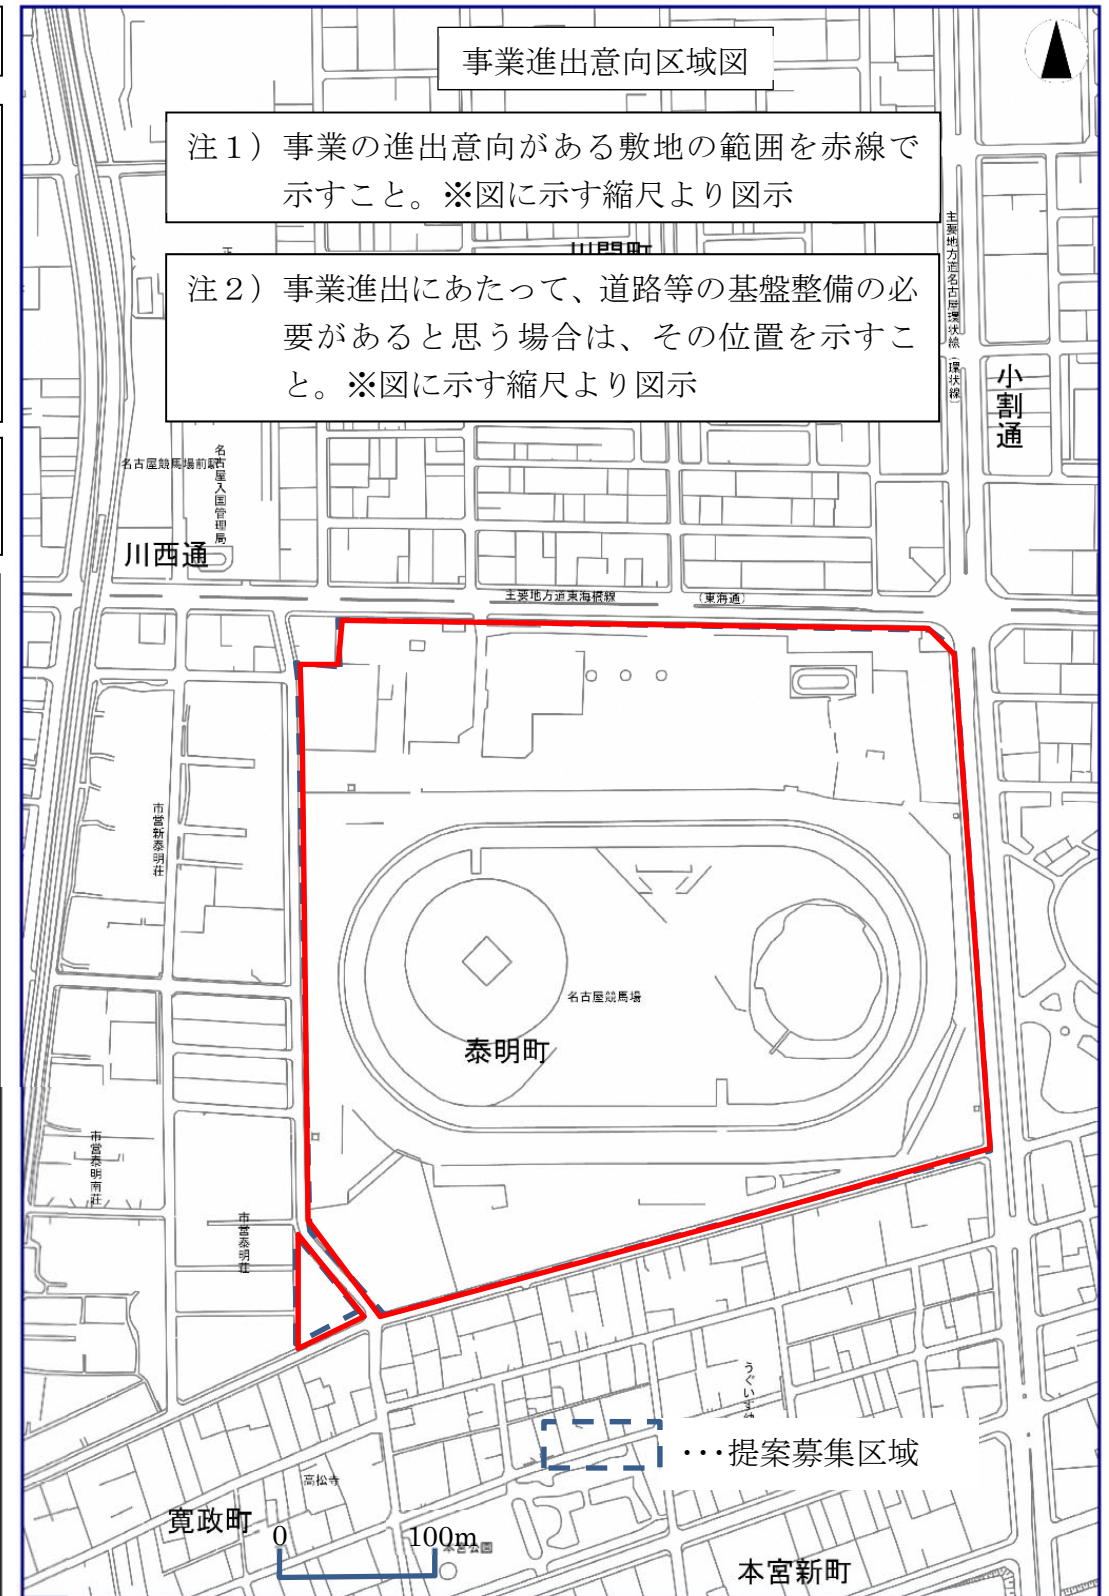 事業進出意向区域図
注１）事業の進出意向がある敷地の範囲を赤線で
示すこと。※図に示す縮尺より図示
川間町
注２）事業進出にあたって、道路等の基盤整備の必
要があると思う場合は、その位置を示すこ
と。※図に示す縮尺より図示
主要地方道名古屋環状線（環状線）
小割通
名古屋競馬場前駅
名古屋入国管理局
川西通
主要地方道東海橋線
（東海通）
市営新泰明荘
名古屋競馬場
泰明町
市営泰明南荘
市営泰明荘
うぐいす
・・・提案募集区域
高松寺
寛政町
0
100m
本宮公園
本宮新町